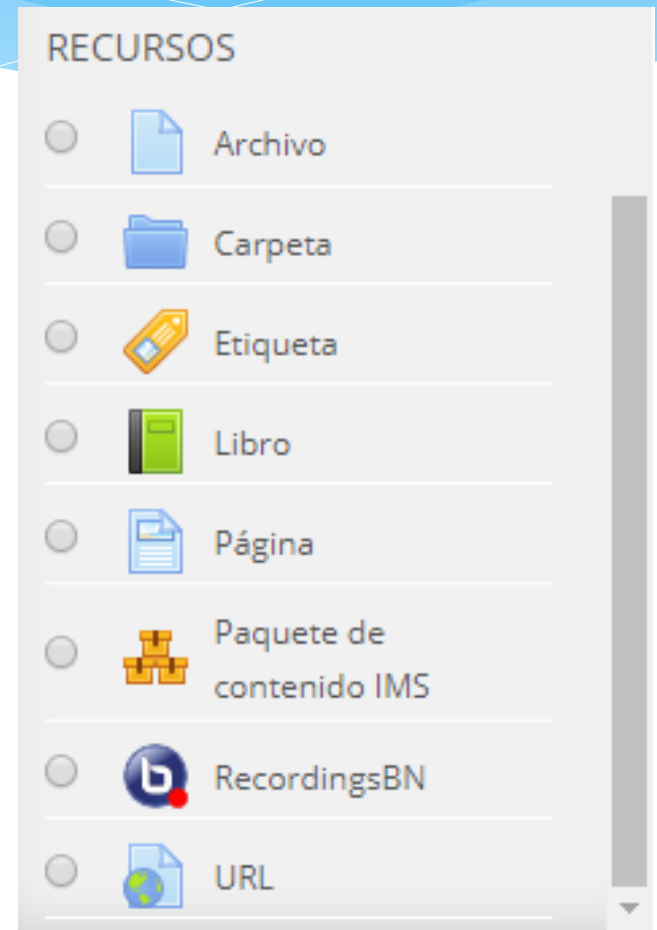 RECURSOS
Archivo
Carpeta
Etiqueta
Libro
Página
Paquete de
contenido IMS
RecordingsBN
URL